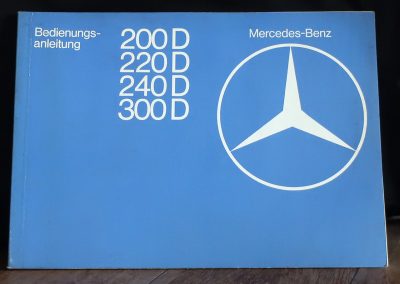 Bedienungs-
anleitung
200 D
220 D
240 D
300 D
Mercedes-Benz